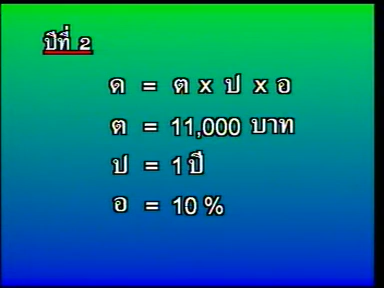 ปีที่ 2
ด = ต x ป x อ
ต = 11,000 บาท
ป = 1 ปี
อ = 10 %